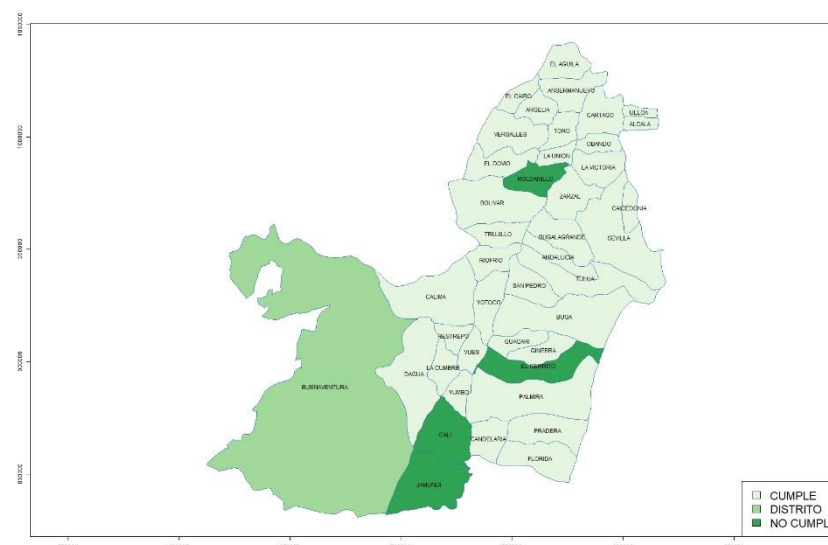 EL AGUILA
ANSERMANUEVO
EL CAIRO
ARGELIA
CARTAGO
ULLOA
ALCALA
TORO
VERSALLES
OBANDO
LA UNION
EL DOVIO
LA VICTORIA
ROLDANILLO
ZARZAL
BOLIVAR
CAICEDONIA
TRUJILLO
BUGALAGRANDE
SEVILLA
ANDALUCIA
RIOFRIO
TULUA
SAN PEDRO
CALIMA
YOTOCO
BUGA
RESTREPO
GUACARI
GINEBRA
VIJES
EL CERRITO
LA CUMBRE
DAGUA
BUENAVENTURA
YUMBO
PALMIRA
PRADERA
CALI
CANDELARIA
FLORIDA
JAMUNDI
CUMPLE
DISTRITO
NO CUMPL